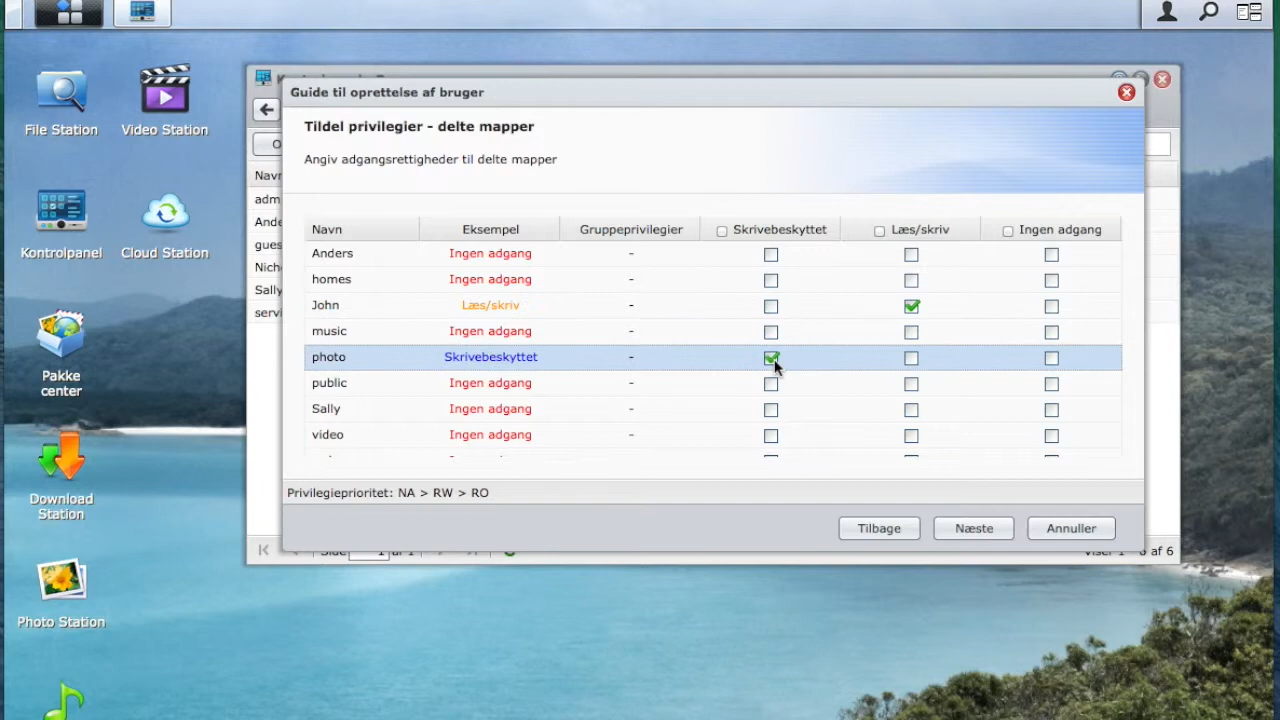 Guide til oprettelse af bruger
Tildel privilegier - delte mapper
Angiv adgangsrettigheder til delte mapper
Navn Eksempel Gruppeprivilegier Skrivebeskyttet Læs/skriv Ingen adgang
Anders Ingen adgang -
homes Ingen adgang -
John Læs/skriv -
music Ingen adgang -
photo Skrivebeskyttet -
public Ingen adgang -
Sally Ingen adgang -
video Ingen adgang -
Privilegieprioritet: NA > RW > RO
Tilbage Næste Annuller
File Station
Video Station
Kontrolpanel
Cloud Station
Pakke
center
Download
Station
Photo Station
Navn
adm
Ande
gues
Nich
Sally
servi
Side 1 af 1
Viser 1 - 6 af 6